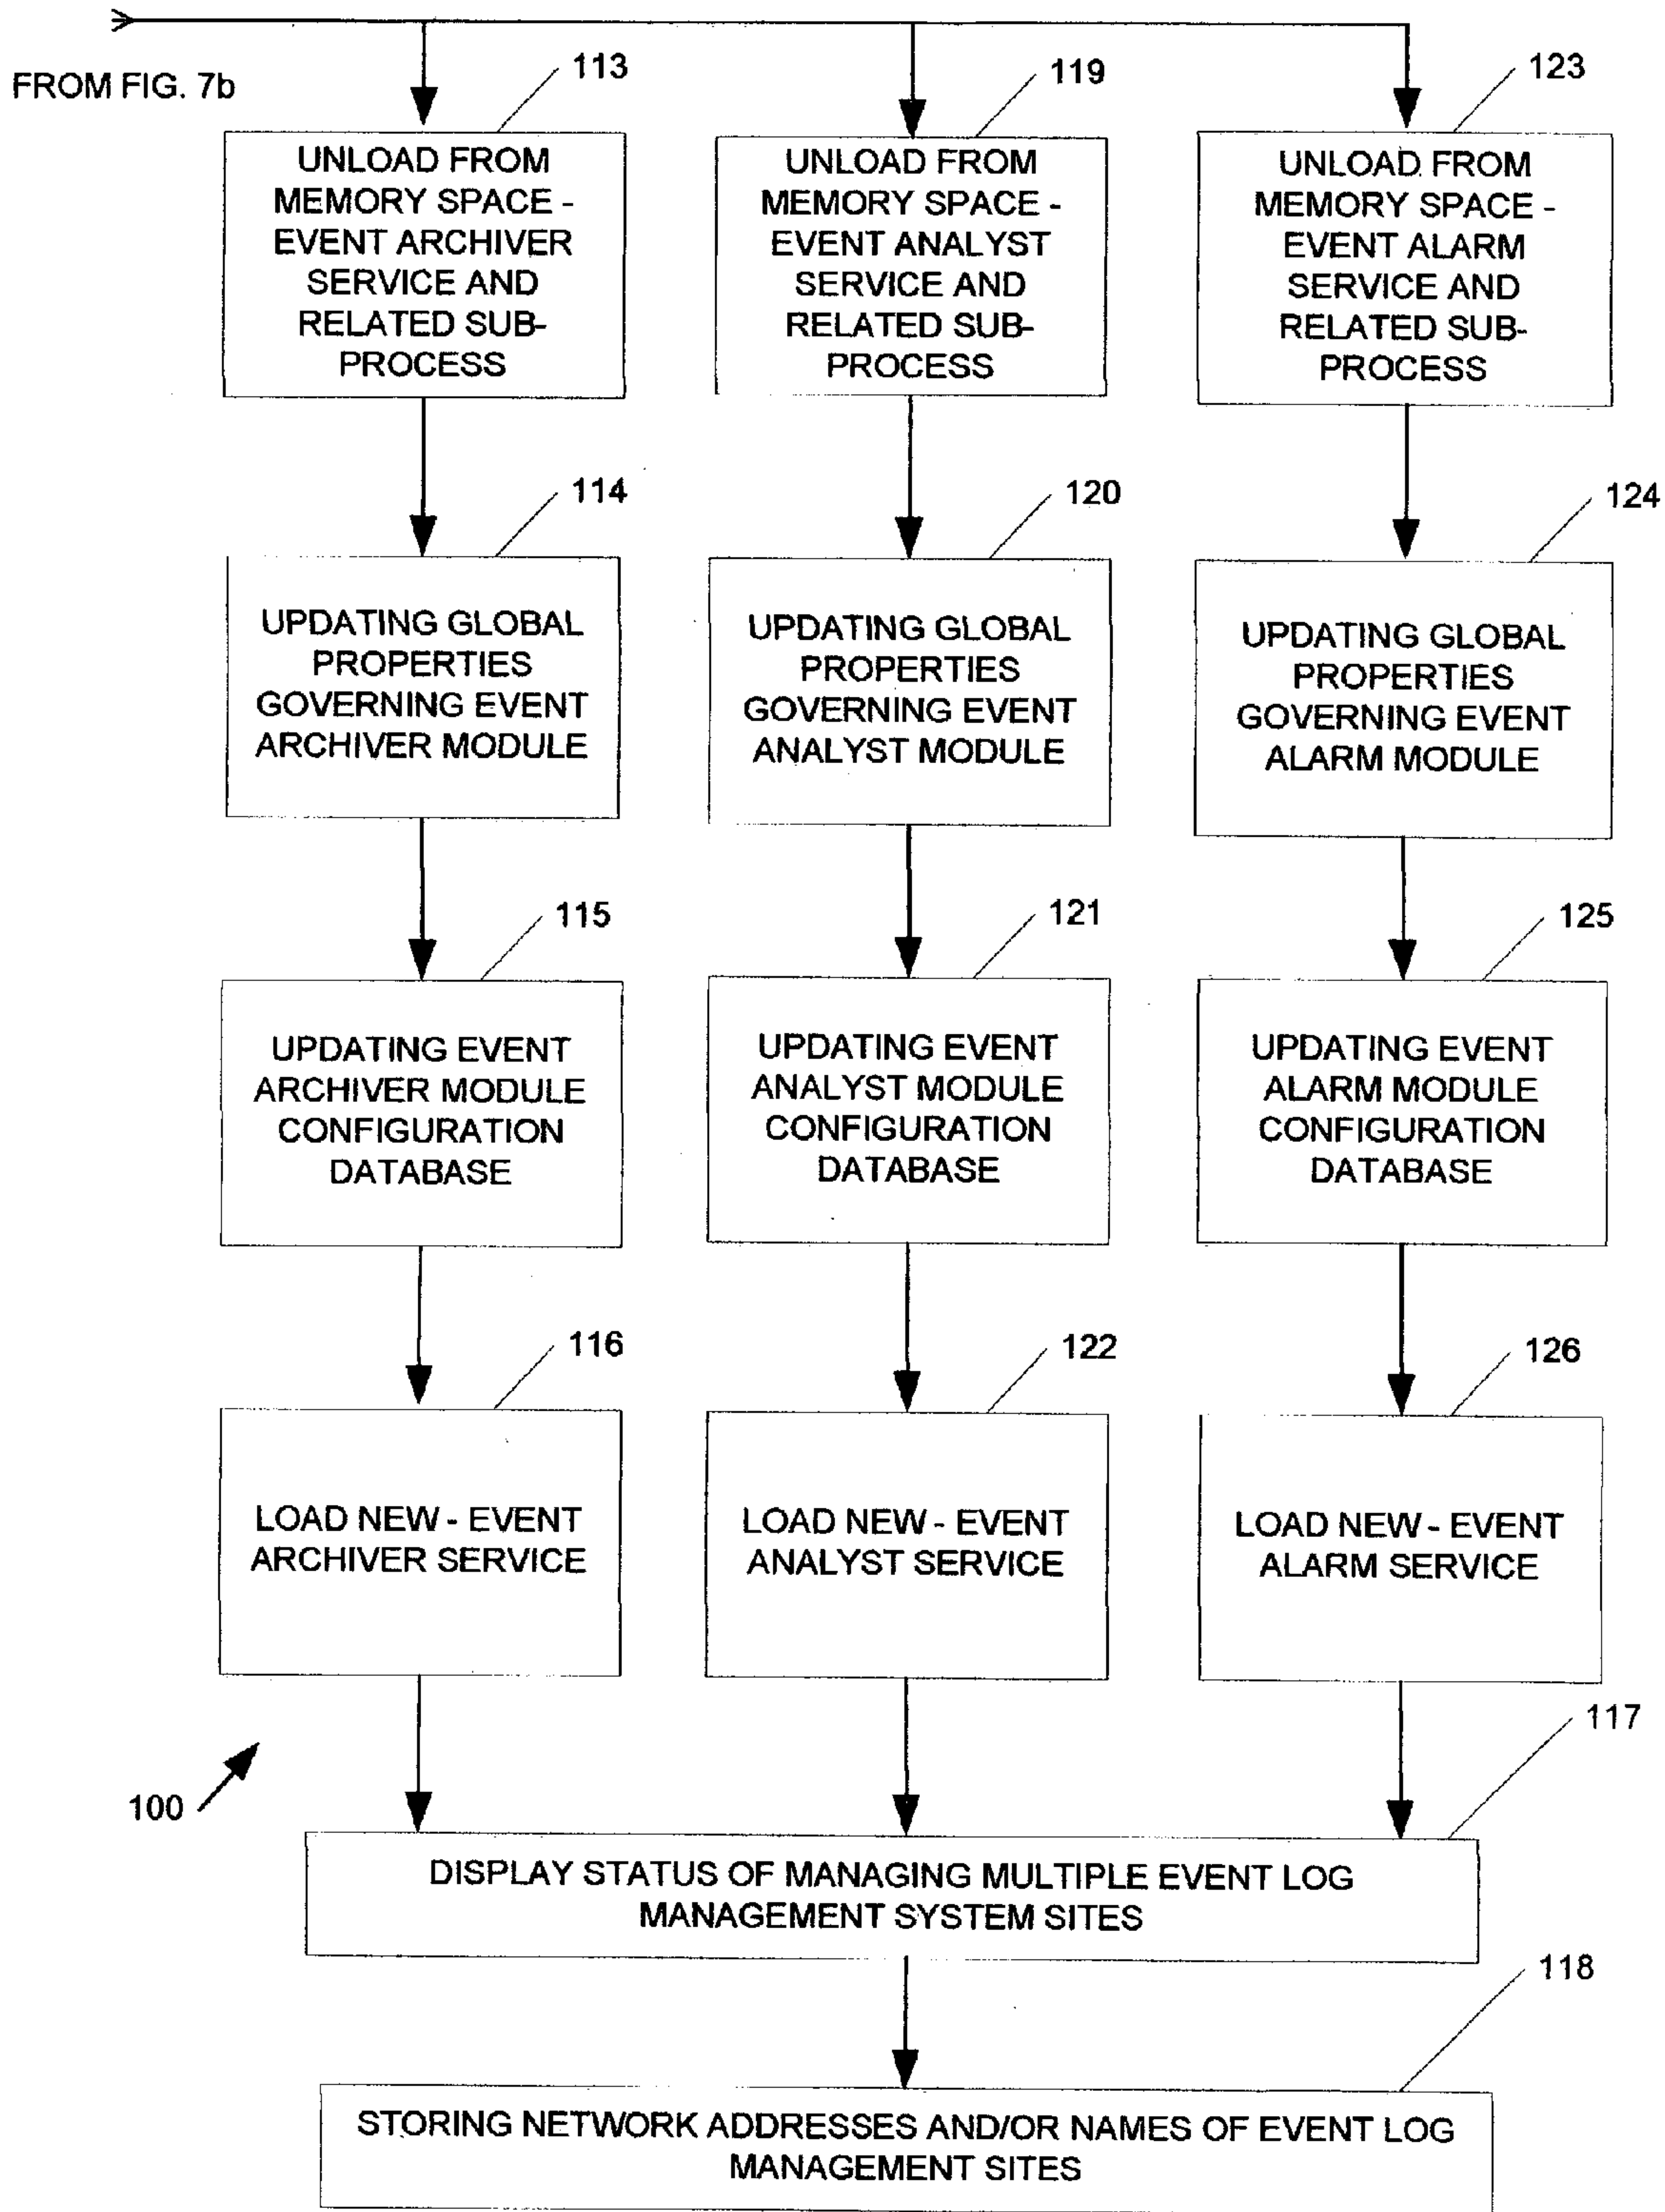 FROM FIG. 7b
113
UNLOAD FROM
MEMORY SPACE -
EVENT ARCHIVER
SERVICE AND
RELATED SUB-
PROCESS
119
UNLOAD FROM
MEMORY SPACE -
EVENT ANALYST
SERVICE AND
RELATED SUB-
PROCESS
123
UNLOAD FROM
MEMORY SPACE -
EVENT ALARM
SERVICE AND
RELATED SUB-
PROCESS
114
UPDATING GLOBAL
PROPERTIES
GOVERNING EVENT
ARCHIVER MODULE
120
UPDATING GLOBAL
PROPERTIES
GOVERNING EVENT
ANALYST MODULE
124
UPDATING GLOBAL
PROPERTIES
GOVERNING EVENT
ALARM MODULE
115
UPDATING EVENT
ARCHIVER MODULE
CONFIGURATION
DATABASE
121
UPDATING EVENT
ANALYST MODULE
CONFIGURATION
DATABASE
125
UPDATING EVENT
ALARM MODULE
CONFIGURATION
DATABASE
116
LOAD NEW - EVENT
ARCHIVER SERVICE
122
LOAD NEW - EVENT
ANALYST SERVICE
126
LOAD NEW - EVENT
ALARM SERVICE
100
117
DISPLAY STATUS OF MANAGING MULTIPLE EVENT LOG
MANAGEMENT SYSTEM SITES
118
STORING NETWORK ADDRESSES AND/OR NAMES OF EVENT LOG
MANAGEMENT SITES